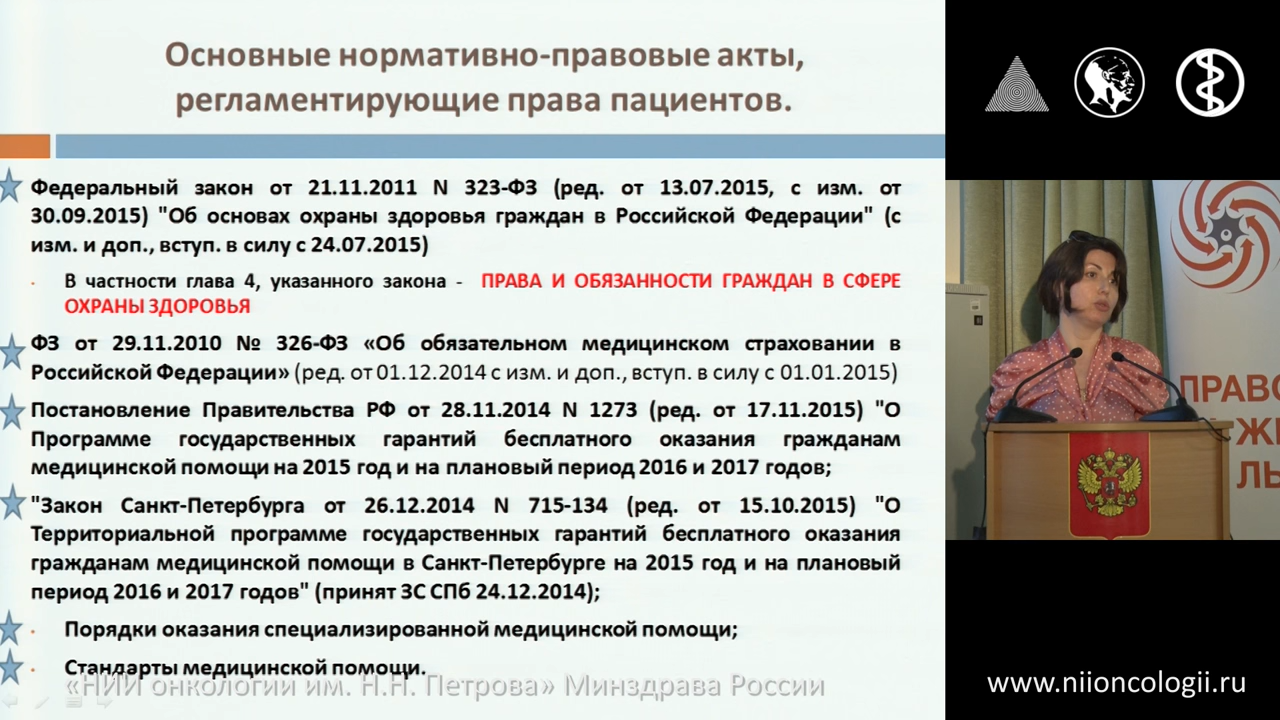 Основные нормативно-правовые акты,
регламентирующие права пациентов.
Федеральный закон от 21.11.2011 N 323-ФЗ (ред. от 13.07.2015, с изм. от
30.09.2015) "Об основах охраны здоровья граждан в Российской Федерации" (с
изм. и доп., вступ. в силу с 24.07.2015)
В частности глава 4, указанного закона - ПРАВА И ОБЯЗАННОСТИ ГРАЖДАН В СФЕРЕ
ОХРАНЫ ЗДОРОВЬЯ
ФЗ от 29.11.2010 № 326-ФЗ «Об обязательном медицинском страховании в
Российской Федерации» (ред. от 01.12.2014 с изм. и доп., вступ. в силу с 01.01.2015)
Постановление Правительства РФ от 28.11.2014 N 1273 (ред. от 17.11.2015) "О
Программе государственных гарантий бесплатного оказания гражданам
медицинской помощи на 2015 год и на плановый период 2016 и 2017 годов;
"Закон Санкт-Петербурга от 26.12.2014 N 715-134 (ред. от 15.10.2015) "О
Территориальной программе государственных гарантий бесплатного оказания
гражданам медицинской помощи в Санкт-Петербурге на 2015 год и на плановый
период 2016 и 2017 годов" (принят ЗС СПб 24.12.2014);
Порядки оказания специализированной медицинской помощи;
Стандарты медицинской помощи.
«НИИ онкологии им. Н.Н. Петрова» Минздрава России
ПРАВО
ЖИ
ЛЬ
www.niioncologii.ru